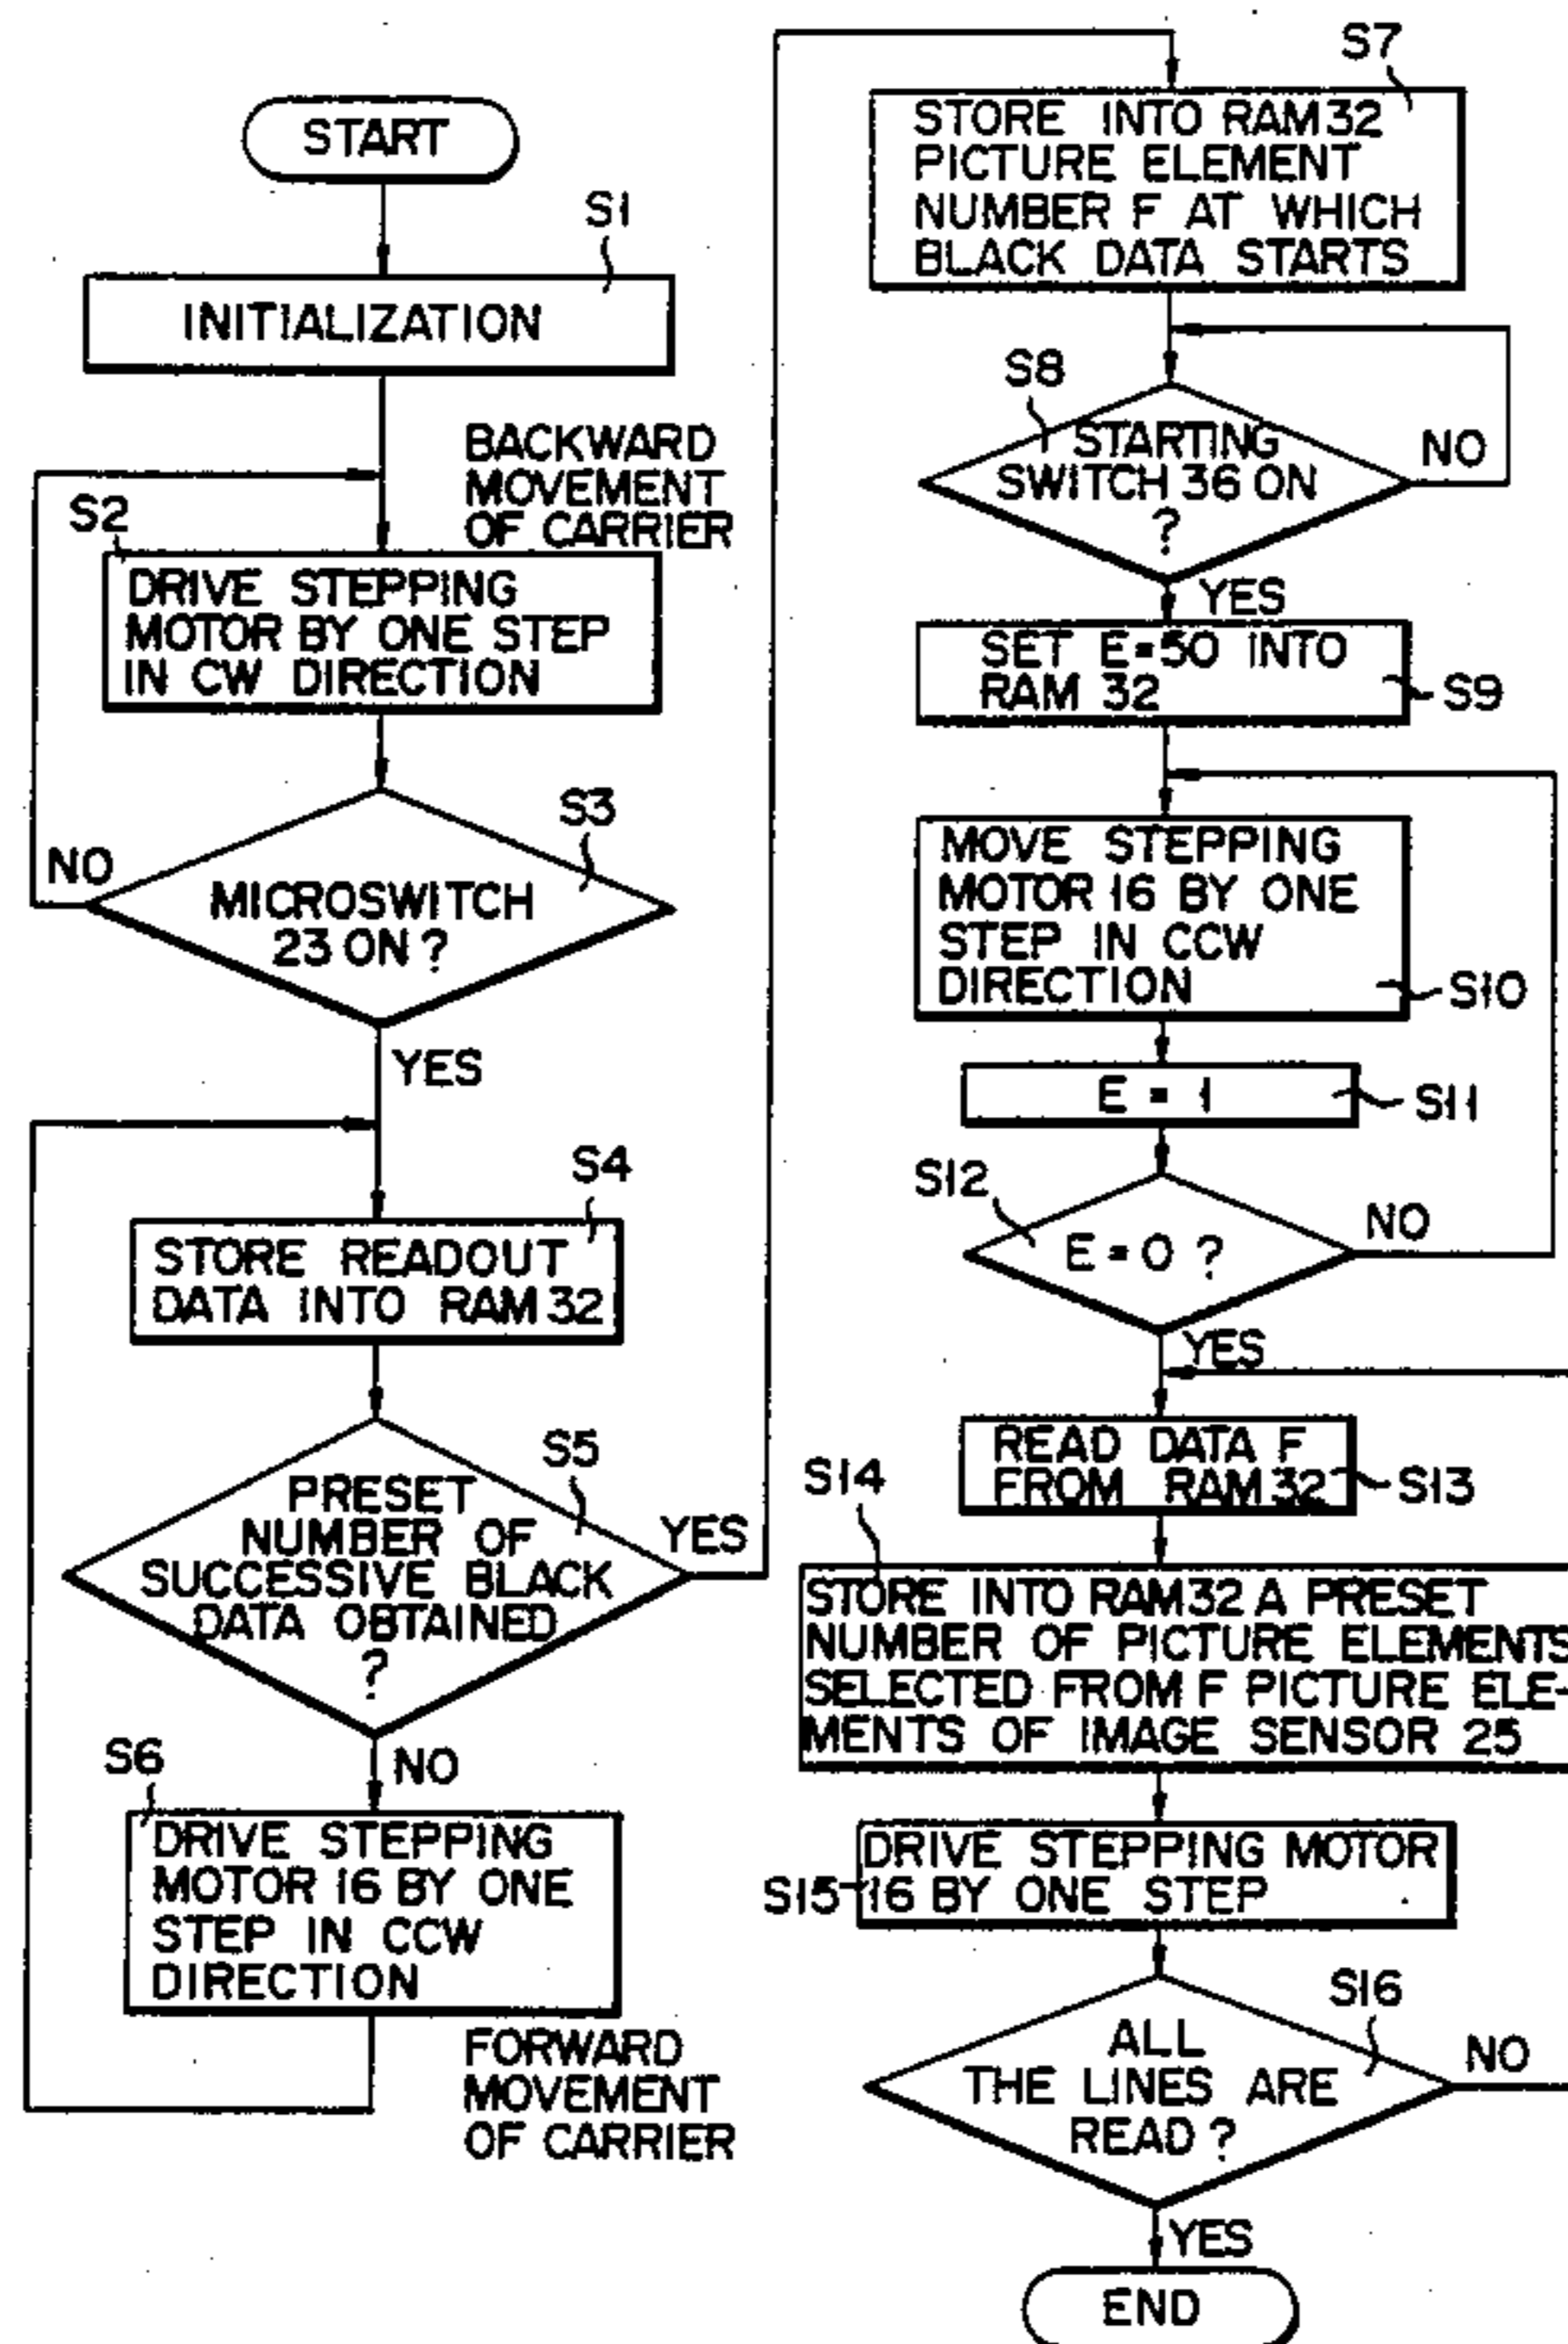 START
S1
INITIALIZATION
BACKWARD
MOVEMENT
OF CARRIER
S2
DRIVE STEPPING
MOTOR BY ONE STEP
IN CW DIRECTION
S3
NO
MICROSWITCH
23 ON ?
YES
S4
STORE READOUT
DATA INTO RAM 32
S5
PRESET
NUMBER OF
SUCCESSIVE BLACK
DATA OBTAINED
?
YES
NO
S6
DRIVE STEPPING
MOTOR 16 BY ONE
STEP IN CCW
DIRECTION
FORWARD
MOVEMENT
OF CARRIER
S7
STORE INTO RAM 32
PICTURE ELEMENT
NUMBER F AT WHICH
BLACK DATA STARTS
S8
STARTING
SWITCH 36 ON
?
NO
YES
SET E=50 INTO
RAM 32
S9
MOVE STEPPING
MOTOR 16 BY ONE
STEP IN CCW
DIRECTION
S10
E = 1
S11
S12
E = 0 ?
NO
YES
READ DATA F
FROM RAM 32
S13
S14
STORE INTO RAM 32 A PRESET
NUMBER OF PICTURE ELEMENTS
SELECTED FROM F PICTURE ELE-
MENTS OF IMAGE SENSOR 25
DRIVE STEPPING MOTOR
16 BY ONE STEP
S15
S16
ALL
THE LINES ARE
READ ?
NO
YES
END